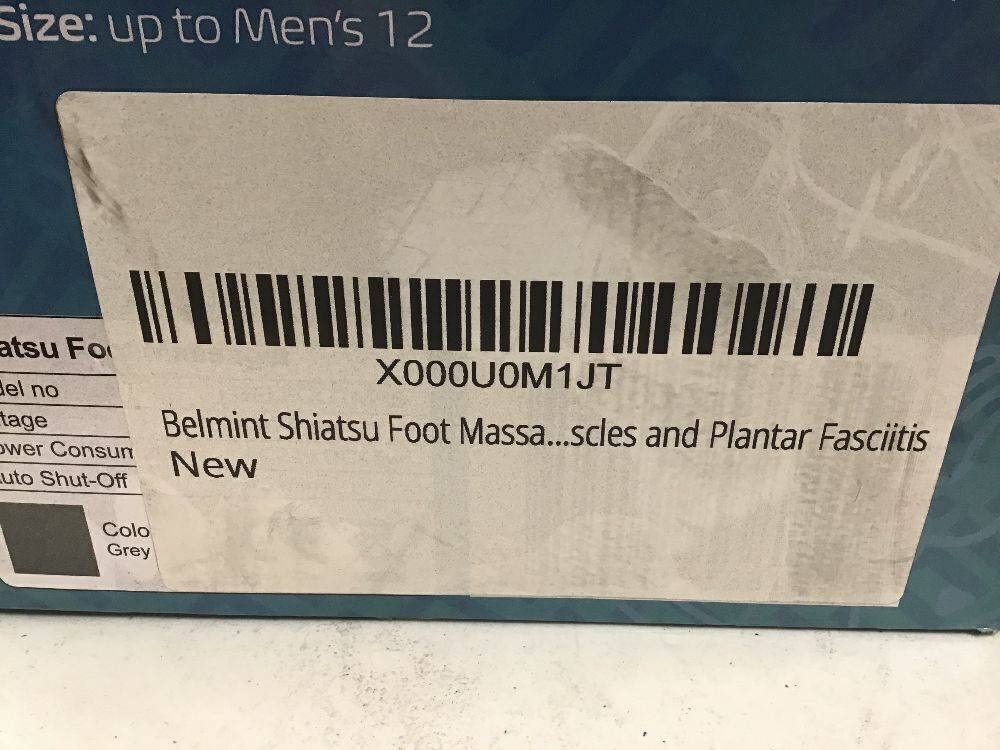 Size: up to Men's 12
X000U0M1JT
Belmint Shiatsu Foot Massa...scles and Plantar Fasciitis
New
atsu Fo
del no
tage
ower Consum
uto Shut-Off
Colo
Grey